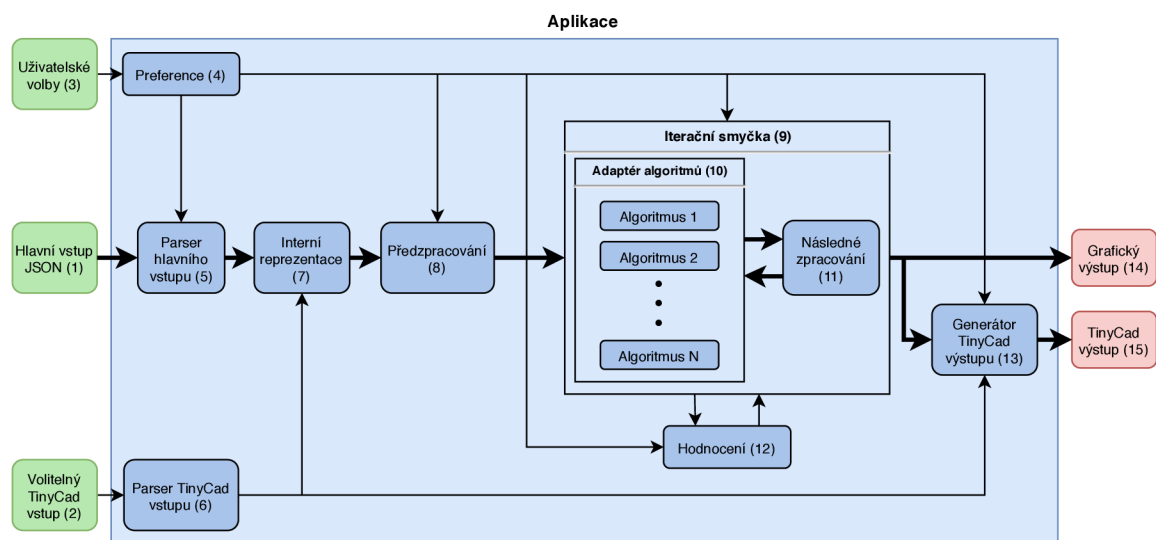 Aplikace
Uživatelské
volby (3)
Preference (4)
Iterační smyčka (9)
Adaptér algoritmů (10)
Algoritmus 1
Algoritmus 2
Algoritmus N
Hlavní vstup
JSON (1)
Parser
hlavního
vstupu (5)
Interní
reprezentace
(7)
Předzpracování
(8)
Následné
zpracování
(11)
Grafický
výstup (14)
Generátor
TinyCad
výstupu (13)
TinyCad
výstup (15)
Hodnocení (12)
Volitelný
TinyCad
vstup (2)
Parser TinyCad
vstupu (6)